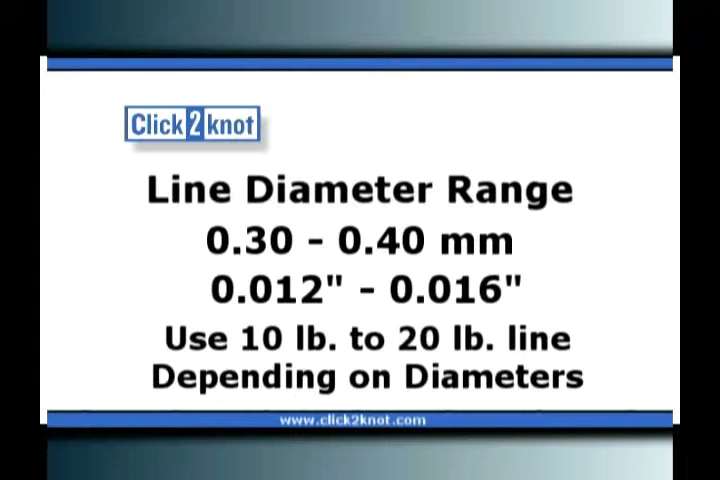 Click2knot
Line Diameter Range
0.30 - 0.40 mm
0.012" - 0.016"
Use 10 lb. to 20 lb. line
Depending on Diameters
www.click2knot.com